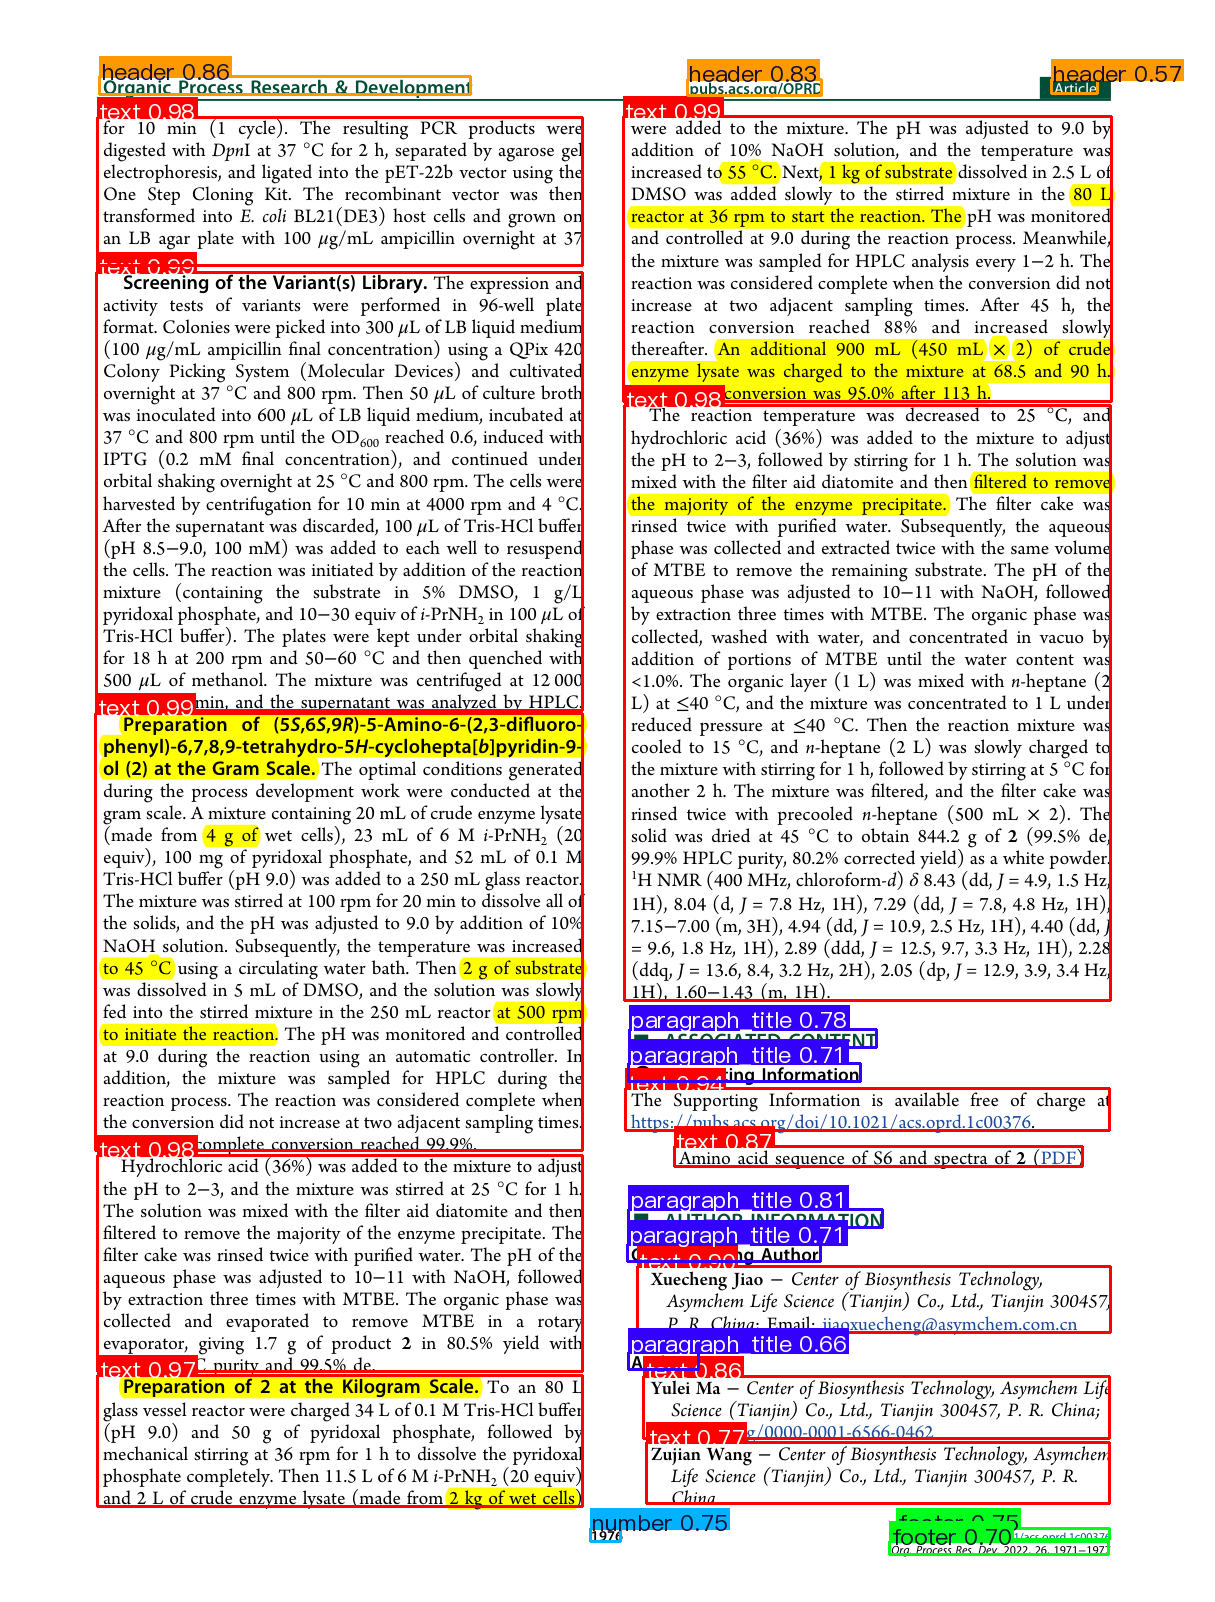 header 0.86
Organic Process Research & Development
header 0.83
pubs.acs.org/OPRD
header 0.57
Article
text 0.98
for 10 min (1 cycle). The resulting PCR products were
digested with DpnI at 37 °C for 2 h, separated by agarose gel
electrophoresis, and ligated into the pET-22b vector using the
One Step Cloning Kit. The recombinant vector was then
transformed into E. coli BL21(DE3) host cells and grown on
an LB agar plate with 100 μg/mL ampicillin overnight at 37
text 0.99
Screening of the Variant(s) Library. The expression and
activity tests of variants were performed in 96-well plate
format. Colonies were picked into 300 μL of LB liquid medium
(100 μg/mL ampicillin final concentration) using a QPix 420
Colony Picking System (Molecular Devices) and cultivated
overnight at 37 °C and 800 rpm. Then 50 μL of culture broth
was inoculated into 600 μL of LB liquid medium, incubated at
37 °C and 800 rpm until the OD600 reached 0.6, induced with
IPTG (0.2 mM final concentration), and continued under
orbital shaking overnight at 25 °C and 800 rpm. The cells were
harvested by centrifugation for 10 min at 4000 rpm and 4 °C.
After the supernatant was discarded, 100 μL of Tris-HCl buffer
(pH 8.5−9.0, 100 mM) was added to each well to resuspend
the cells. The reaction was initiated by addition of the reaction
mixture (containing the substrate in 5% DMSO, 1 g/L
pyridoxal phosphate, and 10−30 equiv of i-PrNH2 in 100 μL of
Tris-HCl buffer). The plates were kept under orbital shaking
for 18 h at 200 rpm and 50−60 °C and then quenched with
500 μL of methanol. The mixture was centrifuged at 12 000
min, and the supernatant was analyzed by HPLC.
text 0.99
Preparation of (5S,6S,9R)-5-Amino-6-(2,3-difluoro-
phenyl)-6,7,8,9-tetrahydro-5H-cyclohepta[b]pyridin-9-
ol (2) at the Gram Scale. The optimal conditions generated
during the process development work were conducted at the
gram scale. A mixture containing 20 mL of crude enzyme lysate
(made from 4 g of wet cells), 23 mL of 6 M i-PrNH2 (20
equiv), 100 mg of pyridoxal phosphate, and 52 mL of 0.1 M
Tris-HCl buffer (pH 9.0) was added to a 250 mL glass reactor.
The mixture was stirred at 100 rpm for 20 min to dissolve all of
the solids, and the pH was adjusted to 9.0 by addition of 10%
NaOH solution. Subsequently, the temperature was increased
to 45 °C using a circulating water bath. Then 2 g of substrate
was dissolved in 5 mL of DMSO, and the solution was slowly
fed into the stirred mixture in the 250 mL reactor at 500 rpm
to initiate the reaction. The pH was monitored and controlled
at 9.0 during the reaction using an automatic controller. In
addition, the mixture was sampled for HPLC during the
reaction process. The reaction was considered complete when
the conversion did not increase at two adjacent sampling times.
complete conversion reached 99.9%.
text 0.98
Hydrochloric acid (36%) was added to the mixture to adjust
the pH to 2−3, and the mixture was stirred at 25 °C for 1 h.
The solution was mixed with the filter aid diatomite and then
filtered to remove the majority of the enzyme precipitate. The
filter cake was rinsed twice with purified water. The pH of the
aqueous phase was adjusted to 10−11 with NaOH, followed
by extraction three times with MTBE. The organic phase was
collected and evaporated to remove MTBE in a rotary
evaporator, giving 1.7 g of product 2 in 80.5% yield with
purity and 99.5% de.
text 0.97
Preparation of 2 at the Kilogram Scale. To an 80 L
glass vessel reactor were charged 34 L of 0.1 M Tris-HCl buffer
(pH 9.0) and 50 g of pyridoxal phosphate, followed by
mechanical stirring at 36 rpm for 1 h to dissolve the pyridoxal
phosphate completely. Then 11.5 L of 6 M i-PrNH2 (20 equiv)
and 2 L of crude enzyme lysate (made from 2 kg of wet cells)
text 0.99
were added to the mixture. The pH was adjusted to 9.0 by
addition of 10% NaOH solution, and the temperature was
increased to 55 °C. Next, 1 kg of substrate dissolved in 2.5 L of
DMSO was added slowly to the stirred mixture in the 80 L
reactor at 36 rpm to start the reaction. The pH was monitored
and controlled at 9.0 during the reaction process. Meanwhile,
the mixture was sampled for HPLC analysis every 1−2 h. The
reaction was considered complete when the conversion did not
increase at two adjacent sampling times. After 45 h, the
reaction conversion reached 88% and increased slowly
thereafter. An additional 900 mL (450 mL × 2) of crude
enzyme lysate was charged to the mixture at 68.5 and 90 h.
conversion was 95.0% after 113 h.
text 0.98
The reaction temperature was decreased to 25 °C, and
hydrochloric acid (36%) was added to the mixture to adjust
the pH to 2−3, followed by stirring for 1 h. The solution was
mixed with the filter aid diatomite and then filtered to remove
the majority of the enzyme precipitate. The filter cake was
rinsed twice with purified water. Subsequently, the aqueous
phase was collected and extracted twice with the same volume
of MTBE to remove the remaining substrate. The pH of the
aqueous phase was adjusted to 10−11 with NaOH, followed
by extraction three times with MTBE. The organic phase was
collected, washed with water, and concentrated in vacuo by
addition of portions of MTBE until the water content was
<1.0%. The organic layer (1 L) was mixed with n-heptane (2
L) at ≤40 °C, and the mixture was concentrated to 1 L under
reduced pressure at ≤40 °C. Then the reaction mixture was
cooled to 15 °C, and n-heptane (2 L) was slowly charged to
the mixture with stirring for 1 h, followed by stirring at 5 °C for
another 2 h. The mixture was filtered, and the filter cake was
rinsed twice with precooled n-heptane (500 mL × 2). The
solid was dried at 45 °C to obtain 844.2 g of 2 (99.5% de,
99.9% HPLC purity, 80.2% corrected yield) as a white powder.
1H NMR (400 MHz, chloroform-d) δ 8.43 (dd, J = 4.9, 1.5 Hz,
1H), 8.04 (d, J = 7.8 Hz, 1H), 7.29 (dd, J = 7.8, 4.8 Hz, 1H),
7.15−7.00 (m, 3H), 4.94 (dd, J = 10.9, 2.5 Hz, 1H), 4.40 (dd, J
= 9.6, 1.8 Hz, 1H), 2.89 (ddd, J = 12.5, 9.7, 3.3 Hz, 1H), 2.28
(ddq, J = 13.6, 8.4, 3.2 Hz, 2H), 2.05 (dp, J = 12.9, 3.9, 3.4 Hz,
1H), 1.60−1.43 (m, 1H).
paragraph_title 0.78
ASSOCIATED CONTENT
paragraph_title 0.71
Information
text 0.94
The Supporting Information is available free of charge at
https://pubs.acs.org/doi/10.1021/acs.oprd.1c00376.
text 0.87
Amino acid sequence of S6 and spectra of 2 (PDF)
paragraph_title 0.81
AUTHOR INFORMATION
paragraph_title 0.71
Author
text 0.90
Xuecheng Jiao − Center of Biosynthesis Technology,
Asymchem Life Science (Tianjin) Co., Ltd., Tianjin 300457,
P. R. China; Email: jiaoxuecheng@asymchem.com.cn
paragraph_title 0.66
text 0.86
Yulei Ma − Center of Biosynthesis Technology, Asymchem Life
Science (Tianjin) Co., Ltd., Tianjin 300457, P. R. China;
g/0000-0001-6566-0462
text 0.77
Zujian Wang − Center of Biosynthesis Technology, Asymchem
Life Science (Tianjin) Co., Ltd., Tianjin 300457, P. R.
China
number 0.75
1976
footer 0.75
footer 0.70
1/acs.oprd.1c00376
Org. Process Res. Dev. 2022, 26, 1971−1977